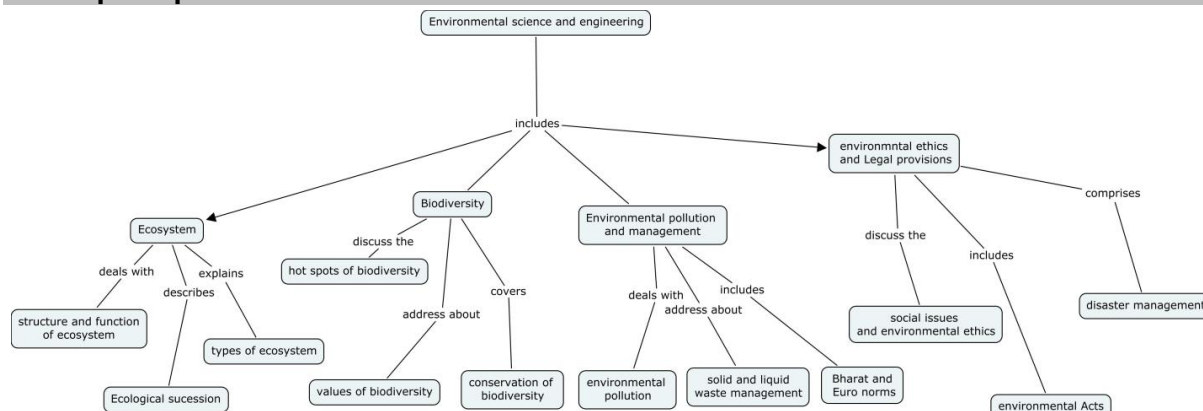 Environmental science and engineering
includes
environmntal ethics
and Legal provisions
comprises
Biodiversity
Environmental pollution
and management
Ecosystem
discuss the
discuss the
hot spots of biodiversity
deals with
explains
describes
includes
covers
deals with
includes
address about
address about
disaster management
structure and function
of ecosystem
social issues
and environmental ethics
types of ecosystem
values of biodiversity
conservation of
biodiversity
environmental
pollution
solid and liquid
waste management
Bharat and
Euro norms
Ecological sucession
environmental Acts